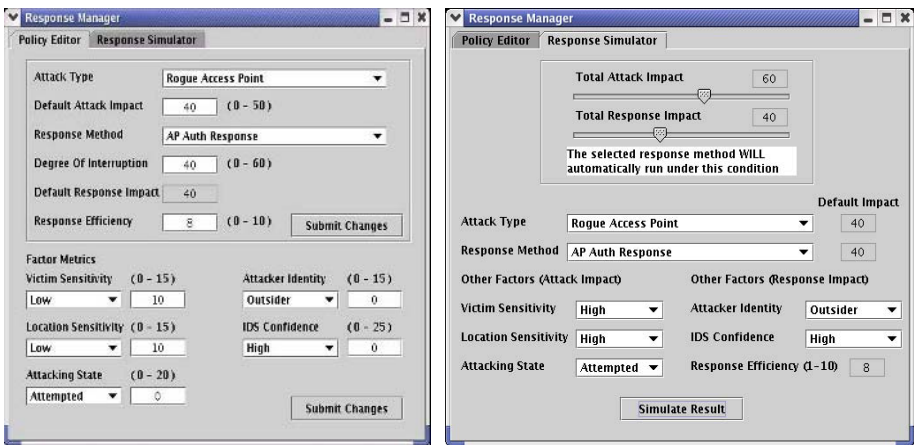 Response Manager
Policy Editor Response Simulator
Attack Type Rogue Access Point
Default Attack Impact 40 (0 - 50)
Response Method AP Auth Response
Degree Of Interruption 40 (0 - 60)
Default Response Impact 40
Response Efficiency 8 (0 - 10) Submit Changes
Factor Metrics
Victim Sensitivity (0 - 15) Attacker Identity (0 - 15)
Low 10 Outsider 0
Location Sensitivity (0 - 15) IDS Confidence (0 - 25)
Low 10 High 0
Attacking State (0 - 20)
Attempted 0
Submit Changes
Response Manager
Policy Editor Response Simulator
Total Attack Impact 60
Total Response Impact 40
The selected response method WILL
automatically run under this condition
Default Impact
Attack Type Rogue Access Point 40
Response Method AP Auth Response 40
Other Factors (Attack Impact) Other Factors (Response Impact)
Victim Sensitivity High Attacker Identity Outsider
Location Sensitivity High IDS Confidence High
Attacking State Attempted Response Efficiency (1-10) 8
Simulate Result